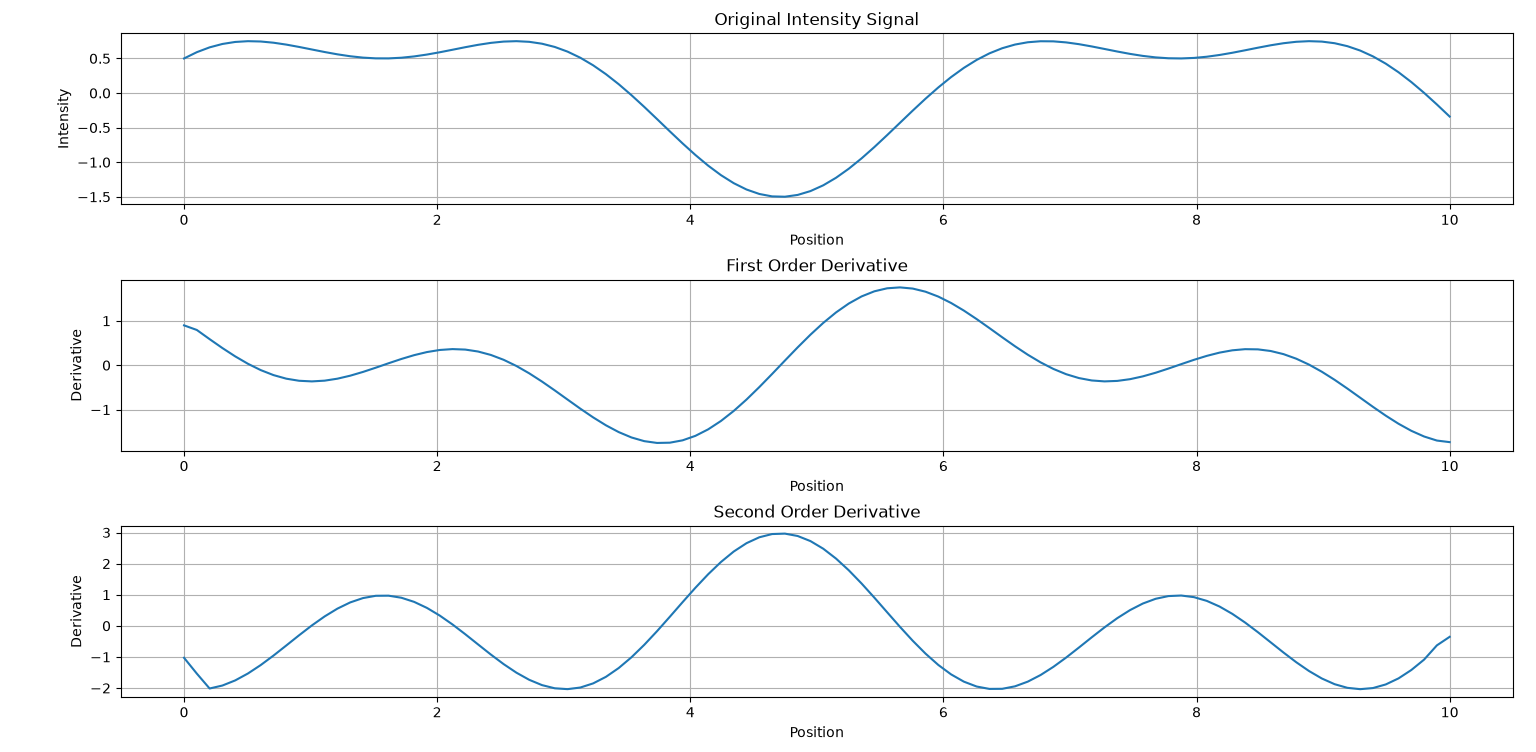 Original Intensity Signal
Intensity
0.5
0.0
−0.5
−1.0
−1.5
0 2 4 6 8 10
Position
First Order Derivative
Derivative
1
0
−1
0 2 4 6 8 10
Position
Second Order Derivative
Derivative
3
2
1
0
−1
−2
0 2 4 6 8 10
Position